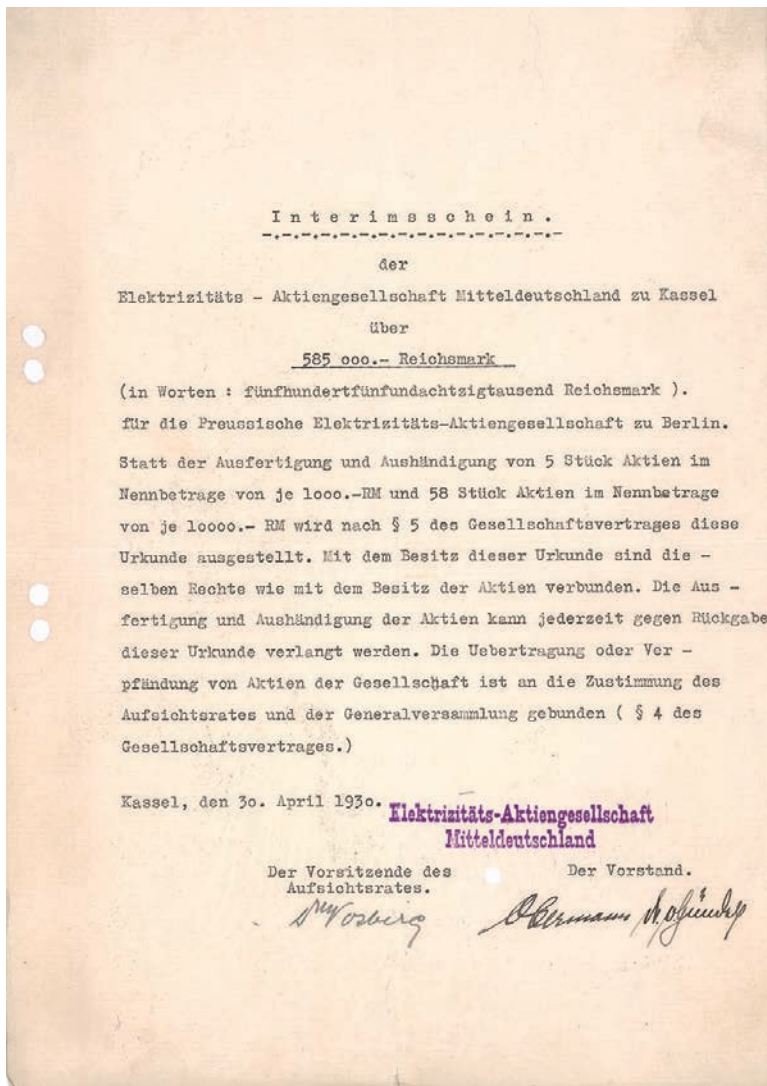 Interimsschein.
-.-.-.-.-.-.-.-.-.-.-.-.-.-.-.-
der
Elektrizitäts - Aktiengesellschaft Mitteldeutschland zu Kassel
über
585 ooo.- Reichsmark
(in Worten : fünfhundertfünfundachtzigtausend Reichsmark ).
für die Preussische Elektrizitäts-Aktiengesellschaft zu Berlin.
Statt der Ausfertigung und Aushändigung von 5 Stück Aktien im
Nennbetrage von je 1ooo.-RM und 58 Stück Aktien im Nennbetrage
von je 1oooo.- RM wird nach § 5 des Gesellschaftsvertrages diese
Urkunde ausgestellt. Mit dem Besitz dieser Urkunde sind die -
selben Rechte wie mit dem Besitz der Aktien verbunden. Die Aus -
fertigung und Aushändigung der Aktien kann jederzeit gegen Rückgabe
dieser Urkunde verlangt werden. Die Uebertragung oder Ver -
pfändung von Aktien der Gesellschaft ist an die Zustimmung des
Aufsichtsrates und der Generalversammlung gebunden ( § 4 des
Gesellschaftsvertrages.)
Kassel, den 3o. April 193o.
Elektrizitäts-Aktiengesellschaft
Mitteldeutschland
Der Vorsitzende des
Aufsichtsrates.
Der Vorstand.
Vosberg
Obermann